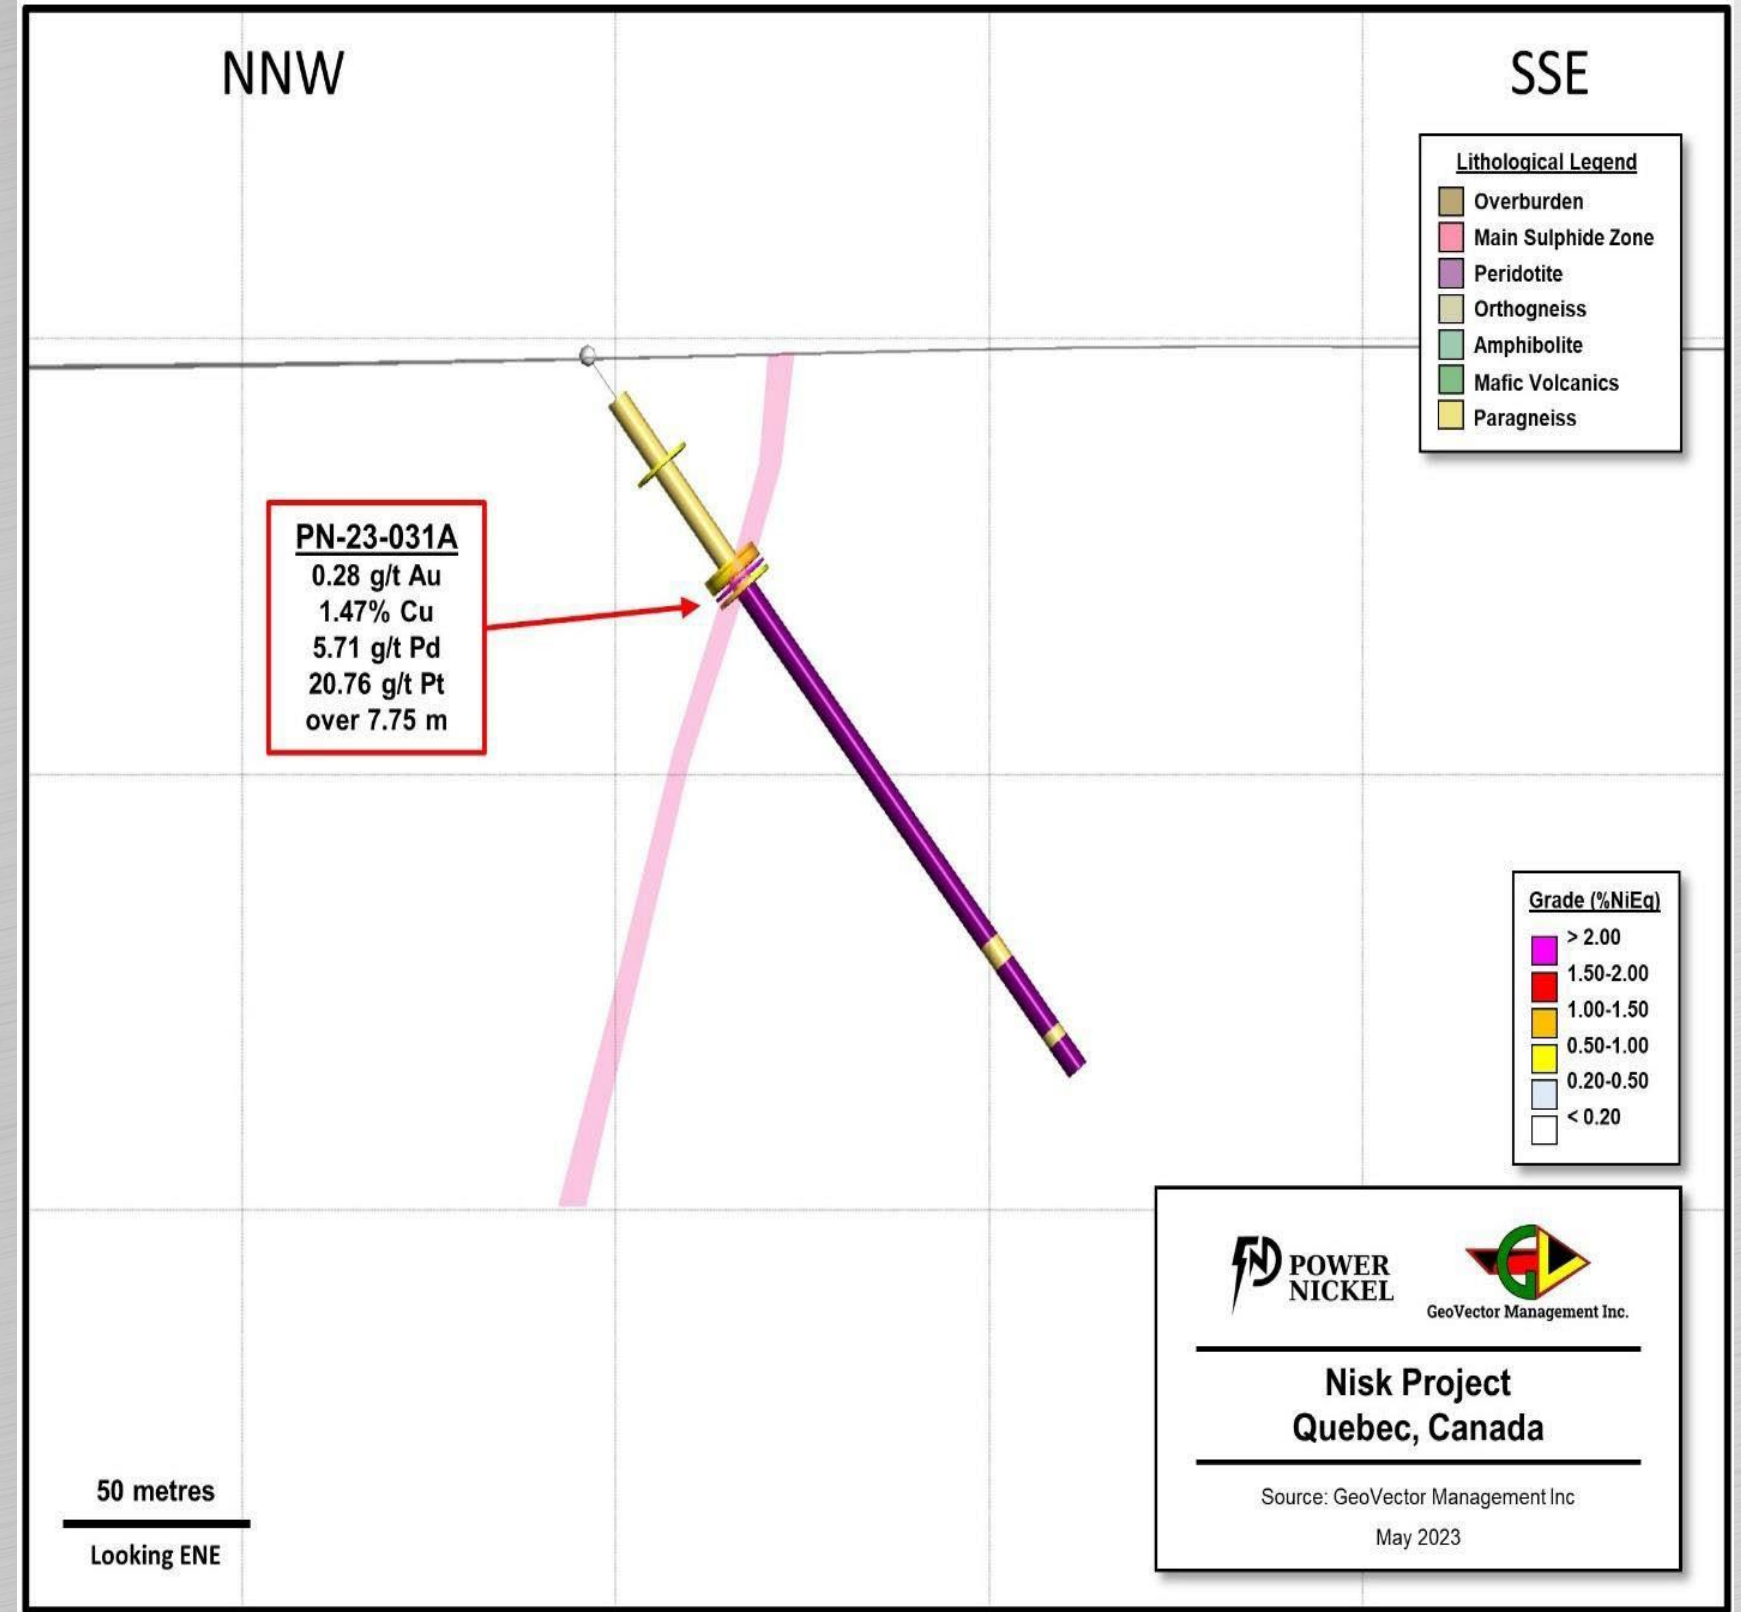 NNW
SSE
Lithological Legend
Overburden
Main Sulphide Zone
Peridotite
Orthogneiss
Amphibolite
Mafic Volcanics
Paragneiss
PN-23-031A
0.28 g/t Au
1.47% Cu
5.71 g/t Pd
20.76 g/t Pt
over 7.75 m
Grade (%NiEq)
> 2.00
1.50-2.00
1.00-1.50
0.50-1.00
0.20-0.50
< 0.20
POWER
NICKEL
GeoVector Management Inc.
Nisk Project
Quebec, Canada
Source: GeoVector Management Inc
May 2023
50 metres
Looking ENE